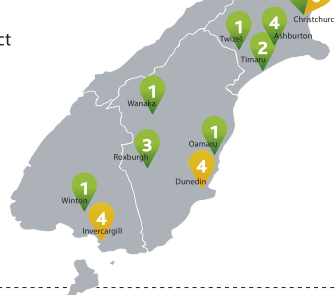 Christchurc
ct
1
4
Twizel
Ashburton
2
Timaru
1
Wanaka
1
3
Oamaru
Roxburgh
4
Dunedin
1
Winton
4
Invercargill